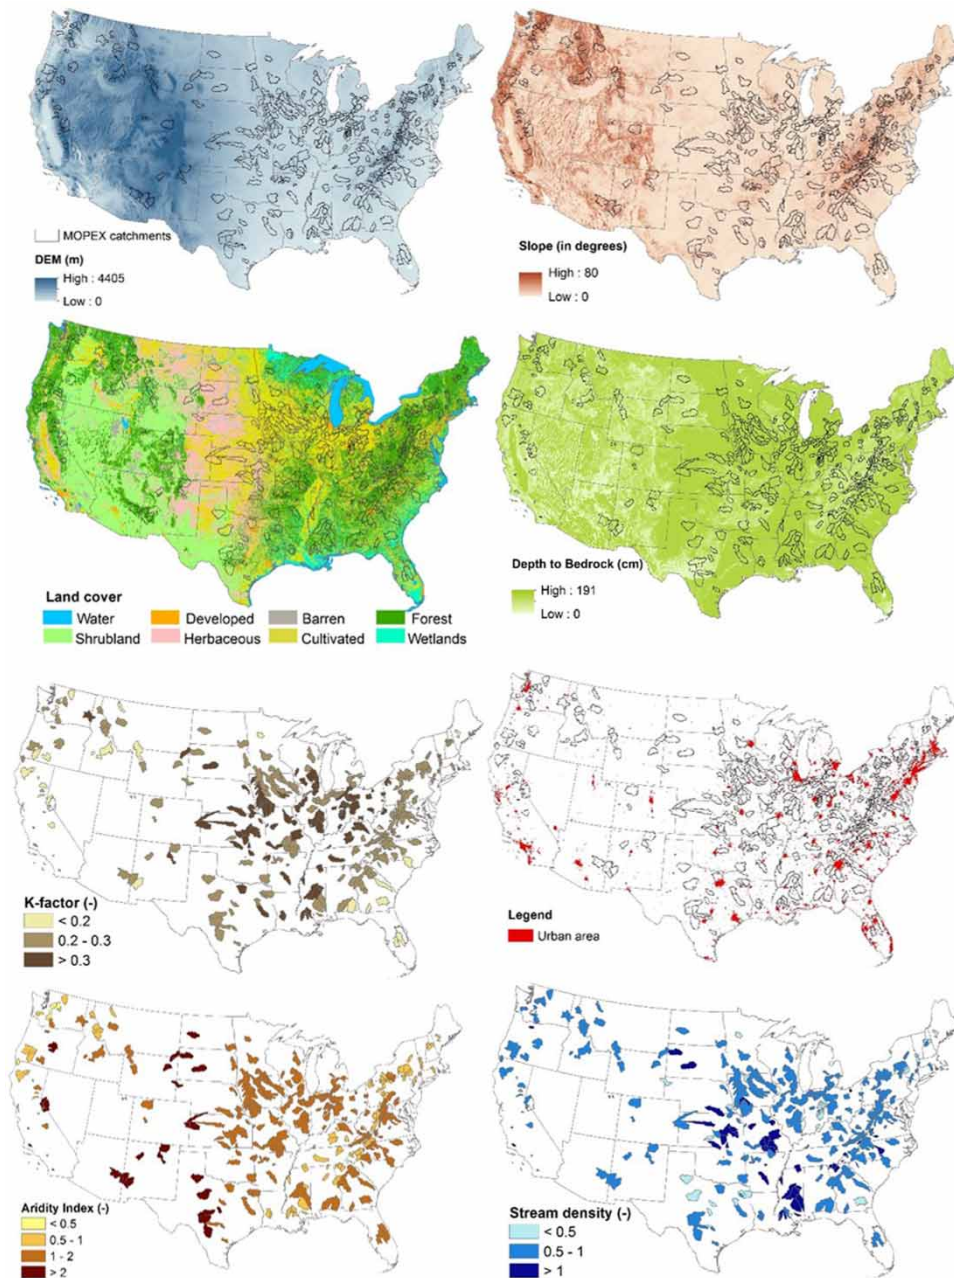 MOPEX catchments
DEM (m)
High : 4405
Low : 0
Slope (in degrees)
High : 80
Low : 0
Land cover
Water
Developed
Barren
Forest
Shrubland
Herbaceous
Cultivated
Wetlands
Depth to Bedrock (cm)
High : 191
Low : 0
K-factor (-)
< 0.2
0.2 - 0.3
> 0.3
Legend
Urban area
Aridity Index (-)
< 0.5
0.5 - 1
1 - 2
> 2
Stream density (-)
< 0.5
0.5 - 1
> 1